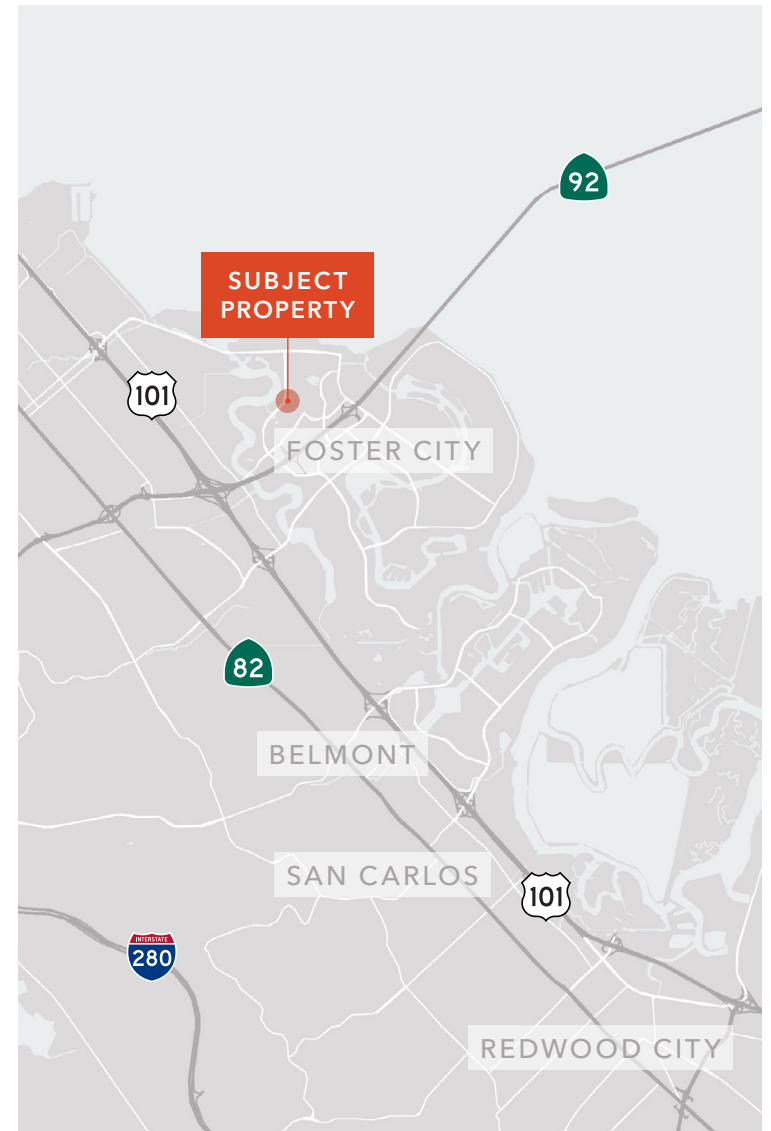 92
SUBJECT
PROPERTY
101
FOSTER CITY
82
BELMONT
SAN CARLOS
101
INTERSTATE
280
REDWOOD CITY